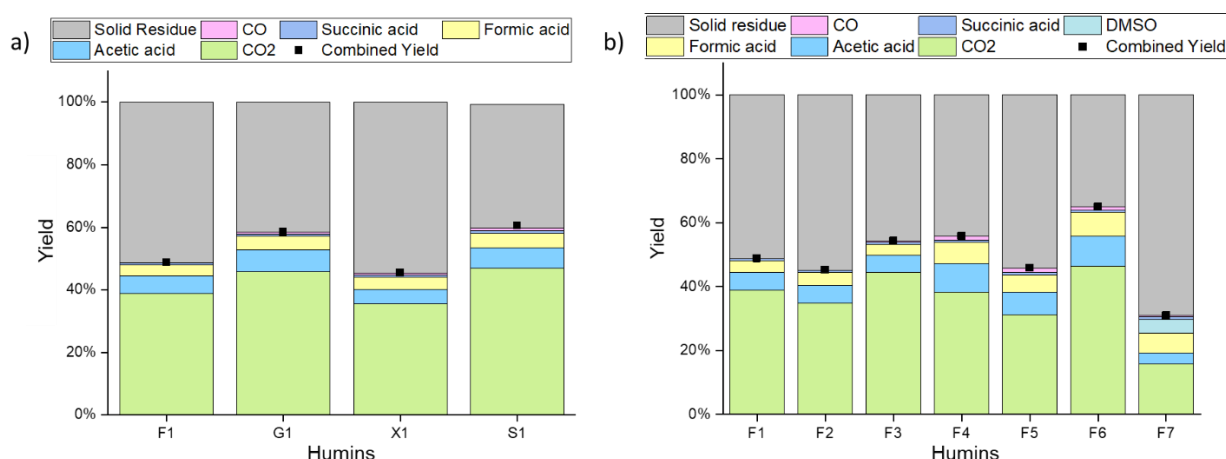 a)
Solid Residue CO Succinic acid Formic acid
Acetic acid CO2 Combined Yield
100%
80%
60%
40%
20%
0%
Yield
F1 G1 X1 S1
Humins
b)
Solid residue CO Succinic acid DMSO
Formic acid Acetic acid CO2 Combined Yield
100%
80%
60%
40%
20%
0%
Yield
F1 F2 F3 F4 F5 F6 F7
Humins